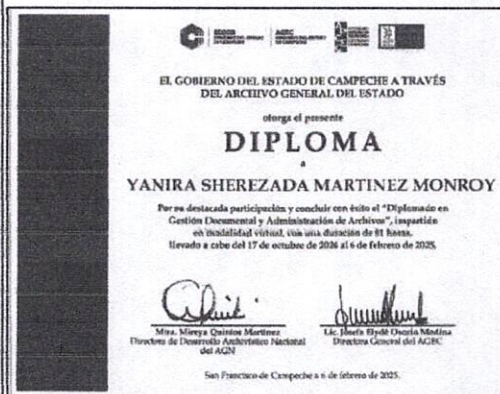 AGEC
EL GOBIERNO DEL ESTADO DE CAMPECHE A TRAVÉS
DEL ARCHIVO GENERAL DEL ESTADO
otorga el presente
DIPLOMA
a
YANIRA SHEREZADA MARTINEZ MONROY
Por su destacada participación y concluir con éxito el "Diplomado en
Gestión Documental y Administración de Archivos", impartido
en modalidad virtual, con una duración de 81 horas,
llevado a cabo del 17 de octubre de al 6 de febrero de 2025.
Mtra. Mireya Quintos Martínez
Directora de Desarrollo Archivístico Nacional
del AGN
Lic. Josefa Elydé Osorio Medina
Directora General del AGEC
San Francisco de Campeche a 6 de febrero de 2025.